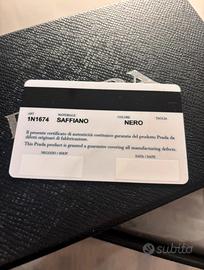 ART MATERIALE COLORE TAGLIA
1N1674 SAFFIANO NERO
Il presente certificato di autenticità costituisce garanzia del prodotto Prada da
difetti originari di fabbricazione.
This Prada product is granted a guarantee covering all manufacturing defects.
NEGOZIO / SHOP DATA / DATE
subito